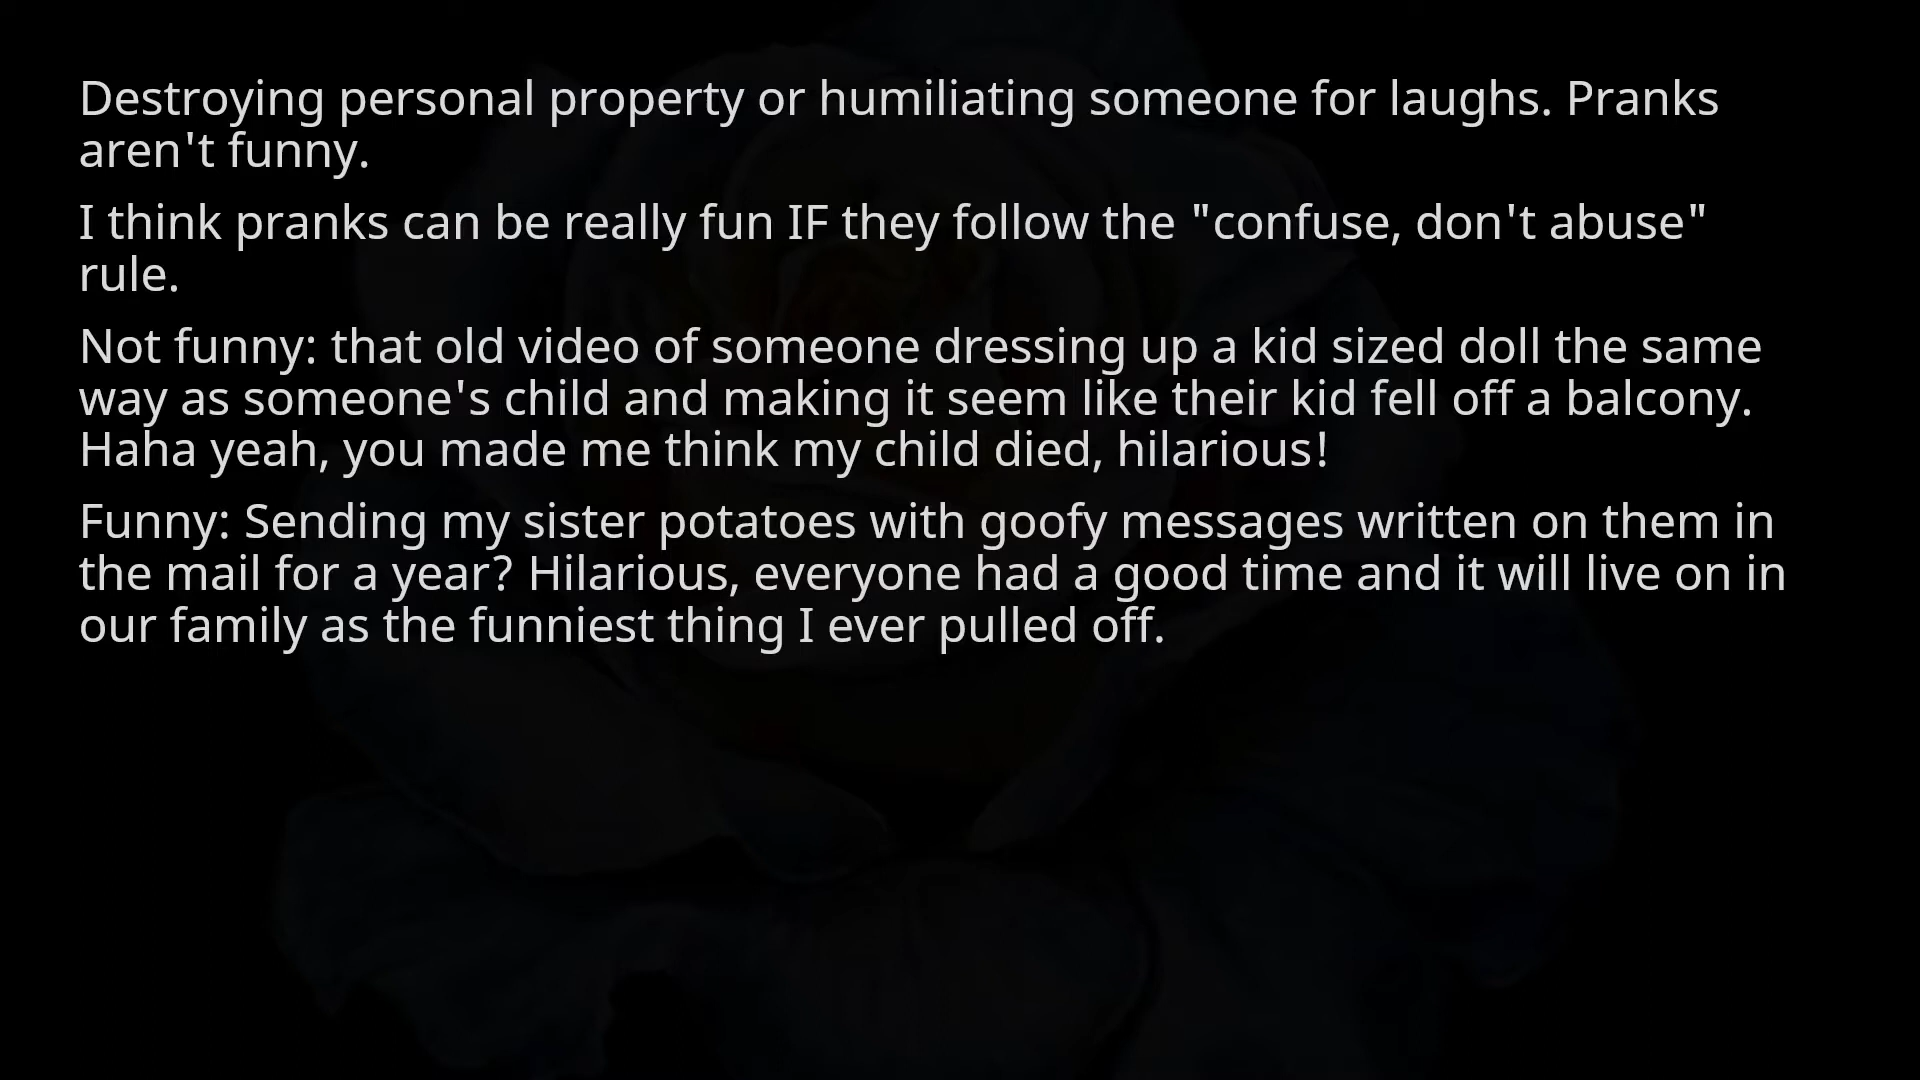 Destroying personal property or humiliating someone for laughs. Pranks
aren't funny.
I think pranks can be really fun IF they follow the "confuse, don't abuse"
rule.
Not funny: that old video of someone dressing up a kid sized doll the same
way as someone's child and making it seem like their kid fell off a balcony.
Haha yeah, you made me think my child died, hilarious!
Funny: Sending my sister potatoes with goofy messages written on them in
the mail for a year? Hilarious, everyone had a good time and it will live on in
our family as the funniest thing I ever pulled off.